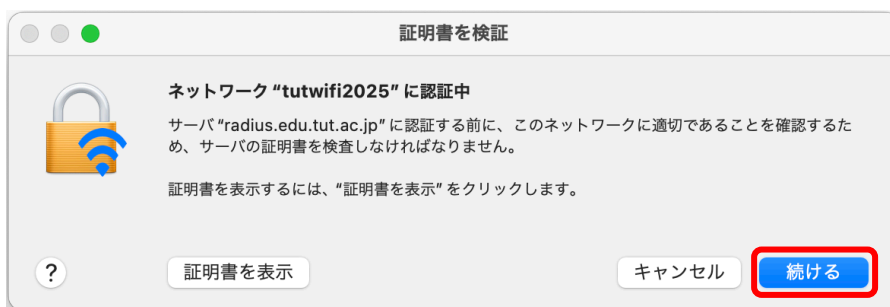 証明書を検証
ネットワーク “tutwifi2025” に認証中
サーバ “radius.edu.tut.ac.jp” に認証する前に、このネットワークに適切であることを確認するた
め、サーバの証明書を検査しなければなりません。
証明書を表示するには、“証明書を表示” をクリックします。
? 証明書を表示 キャンセル 続ける